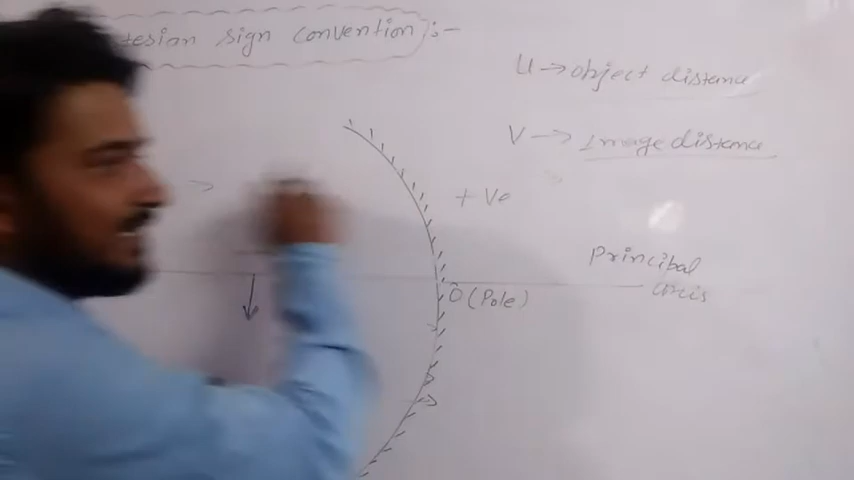 tesian sign convention :-
U → object distance
V → Image distance
+ Ve
Principal
axis
O (Pole)